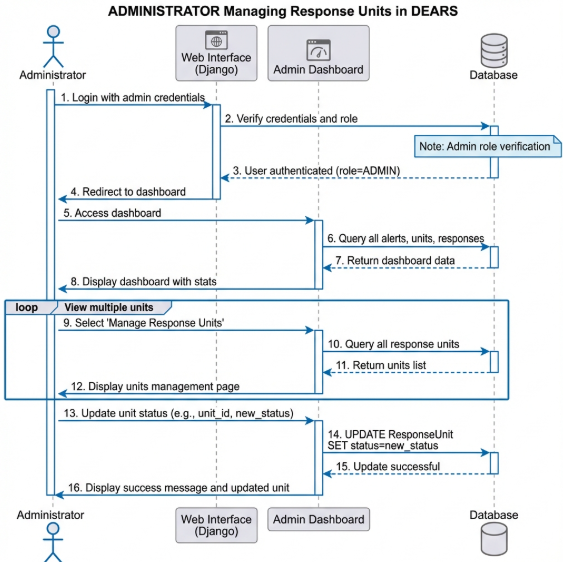 ADMINISTRATOR Managing Response Units in DEARS
Administrator
Web Interface
(Django)
Admin Dashboard
Database
1. Login with admin credentials
2. Verify credentials and role
Note: Admin role verification
3. User authenticated (role=ADMIN)
4. Redirect to dashboard
5. Access dashboard
6. Query all alerts, units, responses
7. Return dashboard data
8. Display dashboard with stats
loop View multiple units
9. Select 'Manage Response Units'
10. Query all response units
11. Return units list
12. Display units management page
13. Update unit status (e.g., unit_id, new_status)
14. UPDATE ResponseUnit
SET status=new_status
15. Update successful
16. Display success message and updated unit
Administrator
Web Interface
(Django)
Admin Dashboard
Database